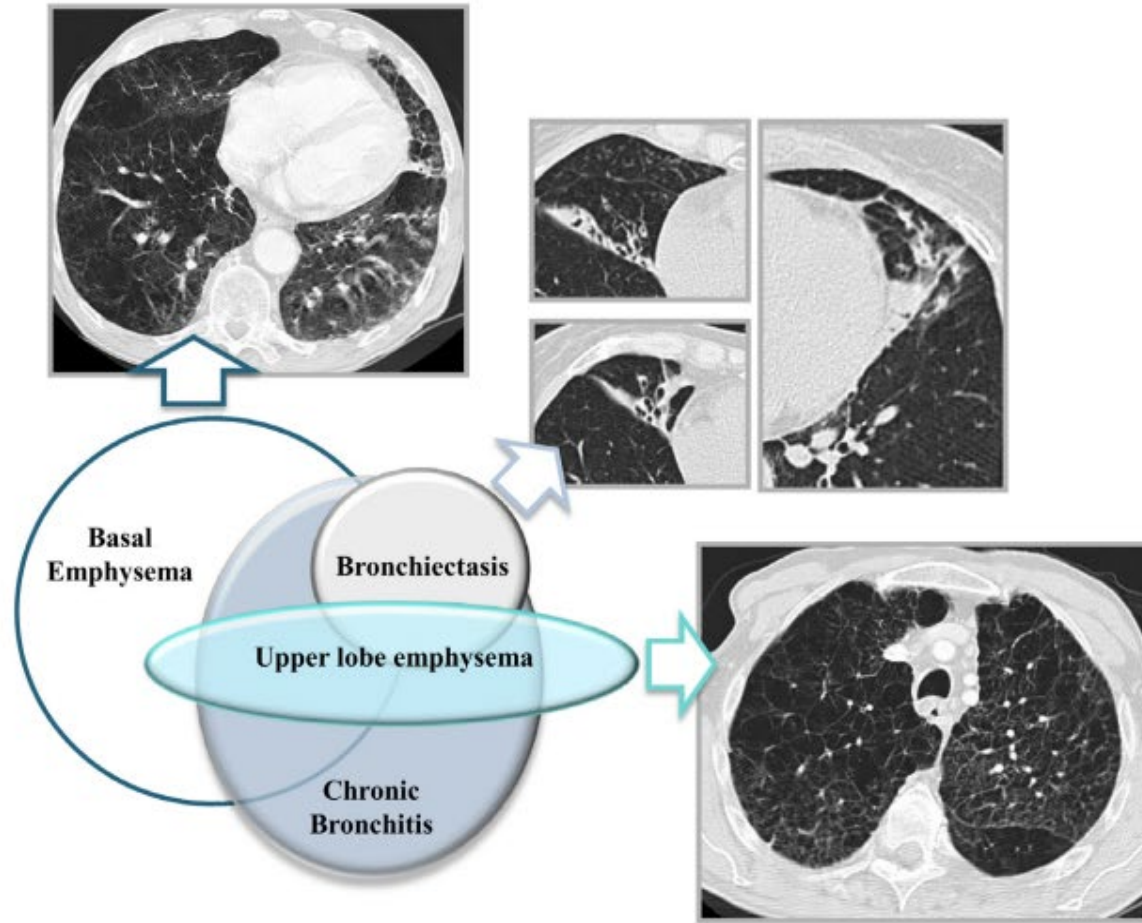 Basal
Emphysema
Bronchiectasis
Upper lobe emphysema
Chronic
Bronchitis